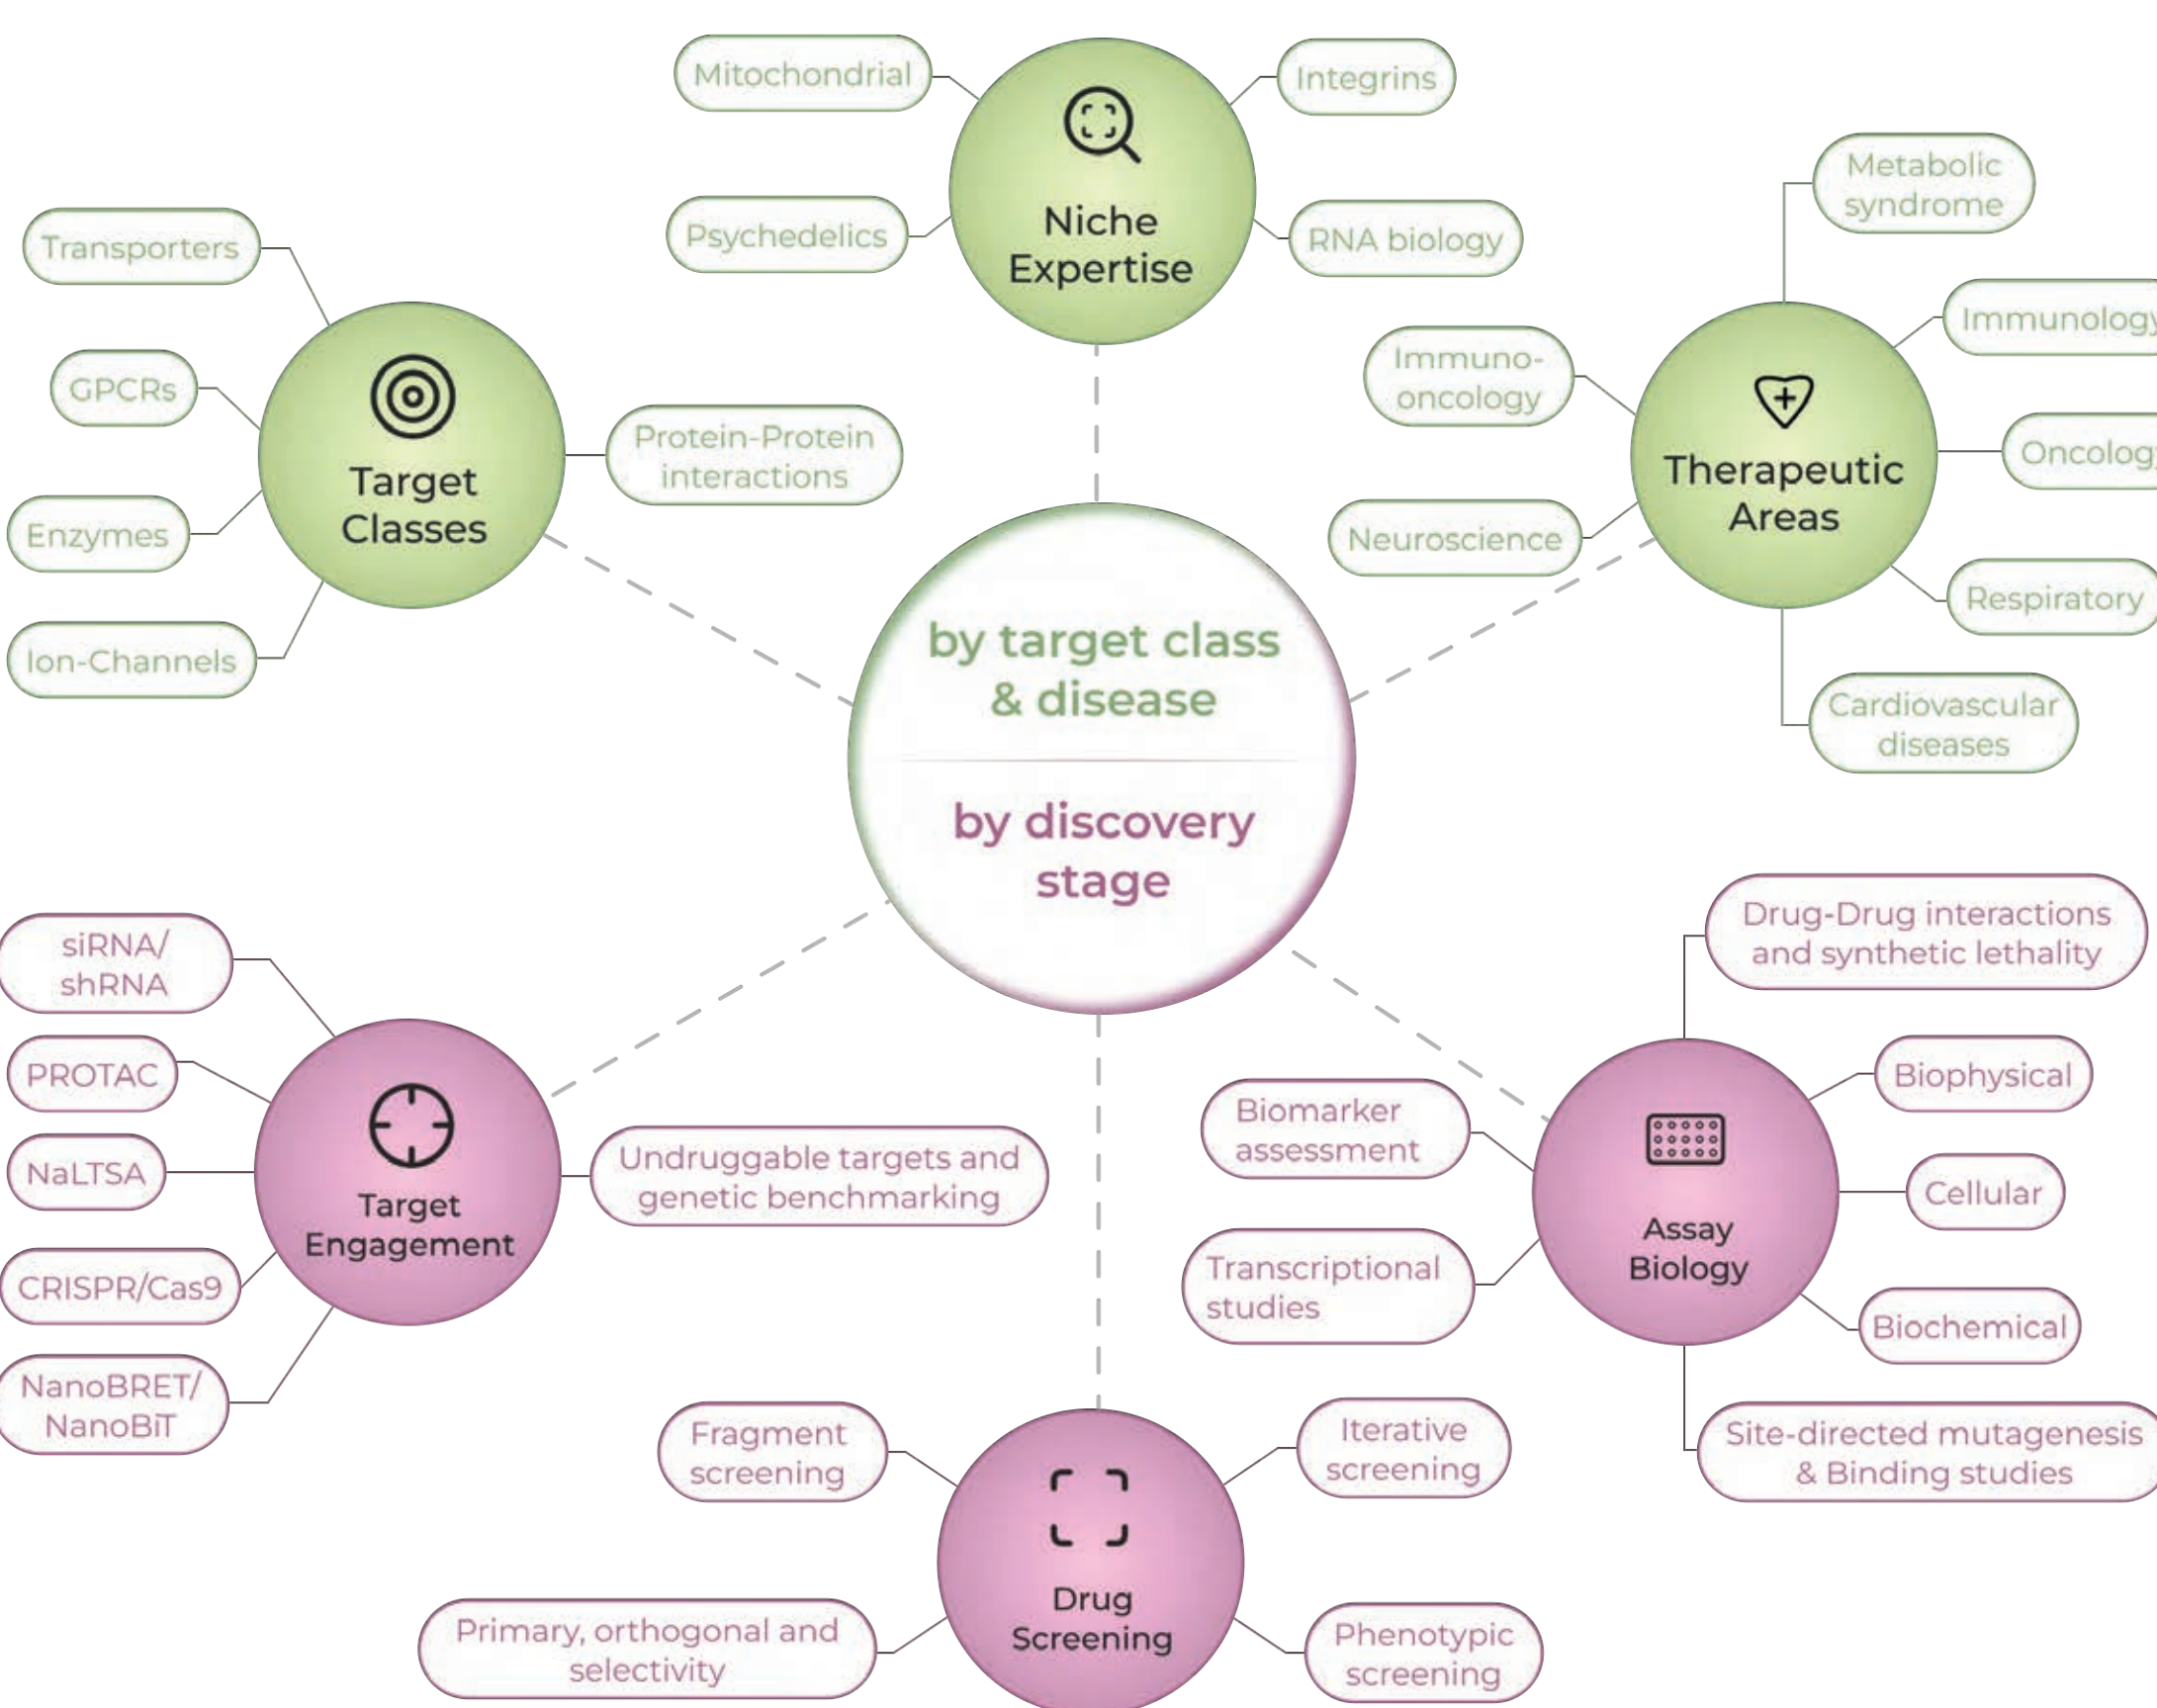 Mitochondrial
Integrins
Psychedelics
RNA biology
Niche
Expertise
Transporters
GPCRs
Enzymes
Ion-Channels
Protein-Protein
interactions
Target
Classes
Metabolic
syndrome
Immunology
Immuno-
oncology
Oncology
Neuroscience
Respiratory
Cardiovascular
diseases
Therapeutic
Areas
by target class
& disease
by discovery
stage
siRNA/
shRNA
PROTAC
NaLTSA
CRISPR/Cas9
NanoBRET/
NanoBiT
Undruggable targets and
genetic benchmarking
Target
Engagement
Drug-Drug interactions
and synthetic lethality
Biophysical
Biomarker
assessment
Cellular
Transcriptional
studies
Biochemical
Site-directed mutagenesis
& Binding studies
Assay
Biology
Fragment
screening
Iterative
screening
Primary, orthogonal and
selectivity
Phenotypic
screening
Drug
Screening